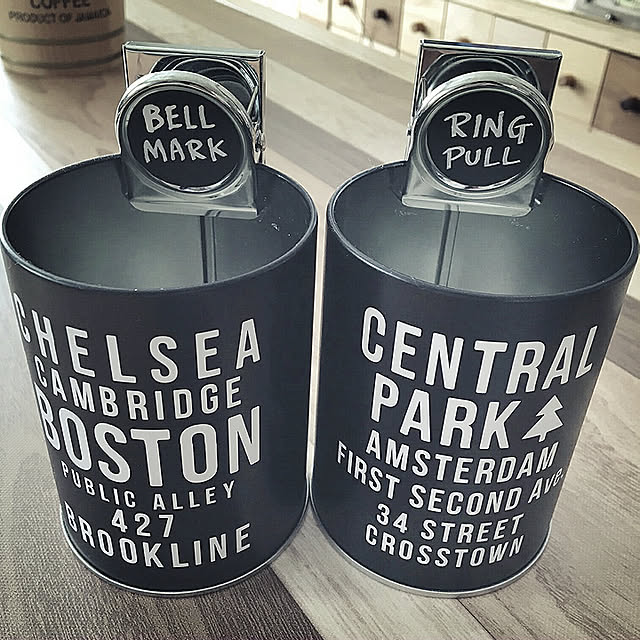 COFFEE
PRODUCT OF JAMAICA
BELL
MARK
RING
PULL
CHELSEA
CAMBRIDGE
BOSTON
PUBLIC ALLEY
427
BROOKLINE
CENTRAL
PARK
AMSTERDAM
FIRST SECOND AVE.
34 STREET
CROSSTOWN